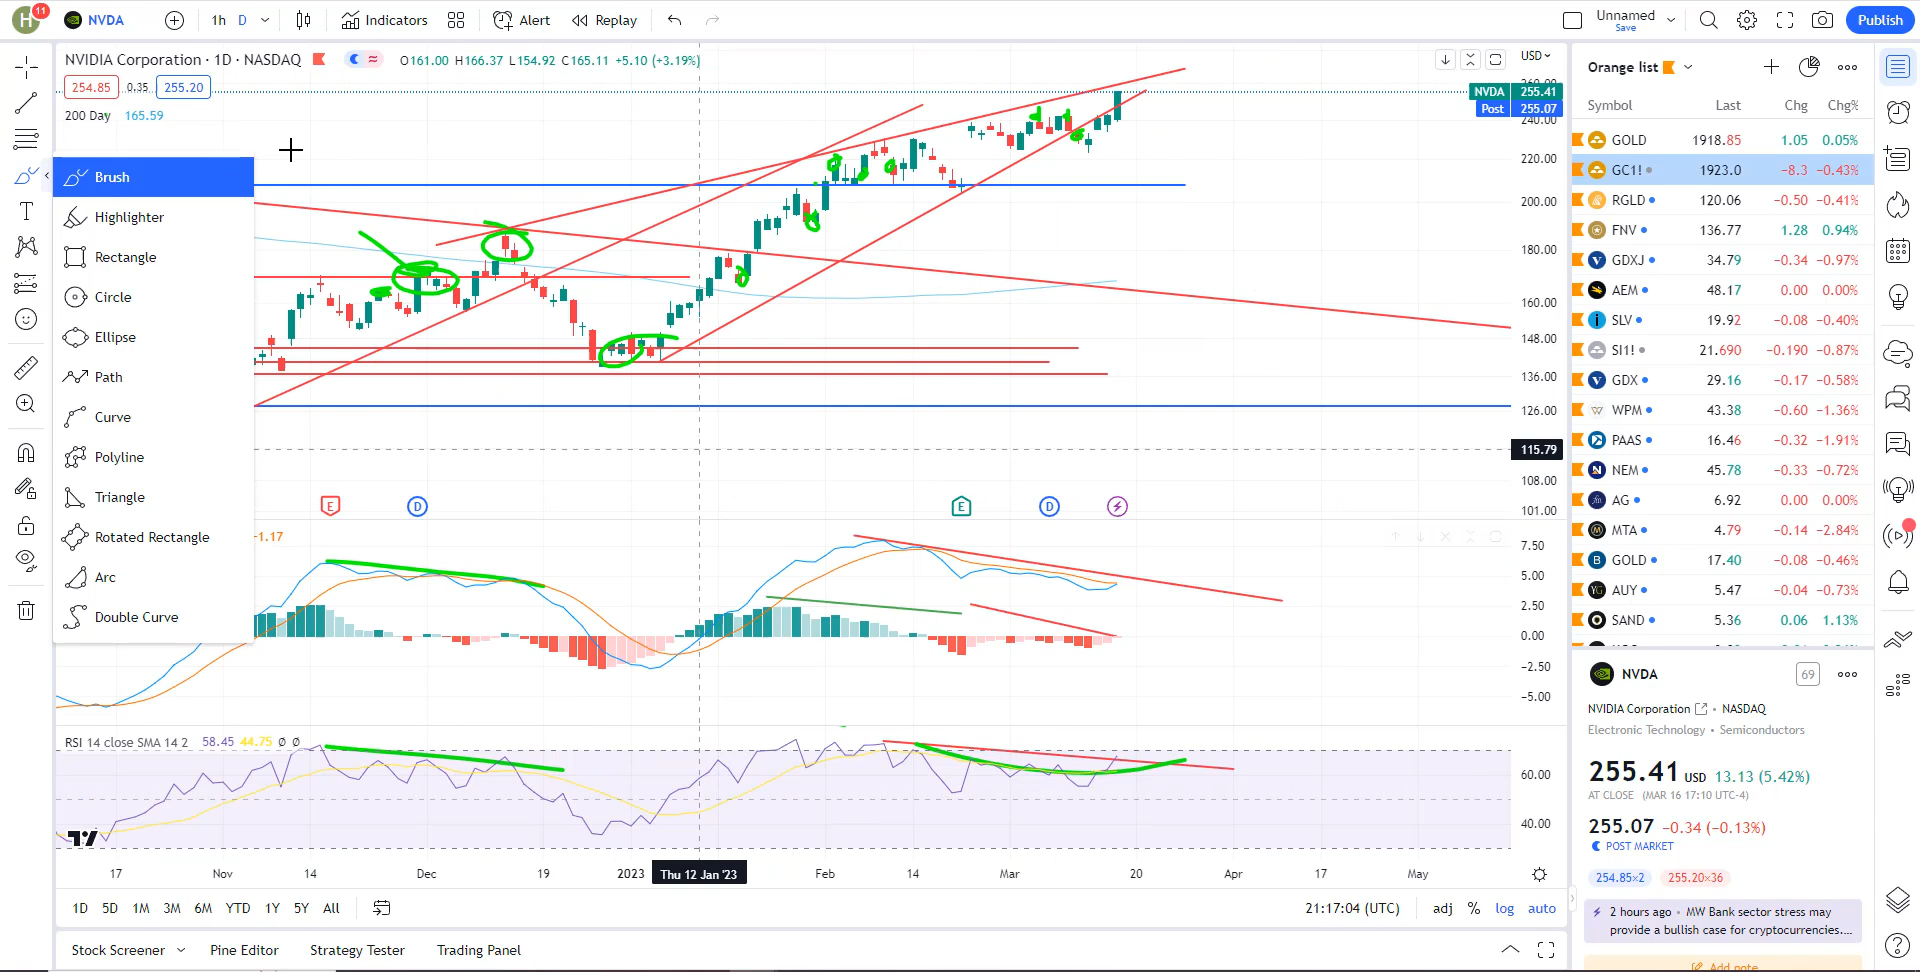 H
11
NVDA
1h
D
Indicators
Alert
Replay
Unnamed
Save
Publish
NVIDIA Corporation · 1D · NASDAQ
O161.00 H166.37 L154.92 C165.11 +5.10 (+3.19%)
254.85
0.35
255.20
200 Day 165.59
Brush
Highlighter
Rectangle
Circle
Ellipse
Path
Curve
Polyline
Triangle
Rotated Rectangle
Arc
Double Curve
USD
260.00
NVDA 255.41
Post 255.07
240.00
220.00
200.00
180.00
160.00
148.00
136.00
126.00
115.79
108.00
101.00
E
D
E
D
-1.17
7.50
5.00
2.50
0.00
−2.50
−5.00
RSI 14 close SMA 14 2 58.45 44.75 Ø Ø
60.00
40.00
17
Nov
14
Dec
19
2023
Thu 12 Jan '23
Feb
14
Mar
20
Apr
17
May
1D 5D 1M 3M 6M YTD 1Y 5Y All
21:17:04 (UTC)
adj % log auto
Stock Screener
Pine Editor
Strategy Tester
Trading Panel
Orange list
Symbol Last Chg Chg%
GOLD 1918.85 1.05 0.05%
GC1! 1923.0 −8.3 −0.43%
RGLD 120.06 −0.50 −0.41%
FNV 136.77 1.28 0.94%
GDXJ 34.79 −0.34 −0.97%
AEM 48.17 0.00 0.00%
SLV 19.92 −0.08 −0.40%
SI1! 21.690 −0.190 −0.87%
GDX 29.16 −0.17 −0.58%
WPM 43.38 −0.60 −1.36%
PAAS 16.46 −0.32 −1.91%
NEM 45.78 −0.33 −0.72%
AG 6.92 0.00 0.00%
MTA 4.79 −0.14 −2.84%
GOLD 17.40 −0.08 −0.46%
AUY 5.47 −0.04 −0.73%
SAND 5.36 0.06 1.13%
NVDA
69
NVIDIA Corporation • NASDAQ
Electronic Technology • Semiconductors
255.41 USD 13.13 (5.42%)
AT CLOSE (MAR 16 17:10 UTC-4)
255.07 −0.34 (−0.13%)
POST MARKET
254.85×2
255.20×36
2 hours ago • MW Bank sector stress may
provide a bullish case for cryptocurrencies....
Add note